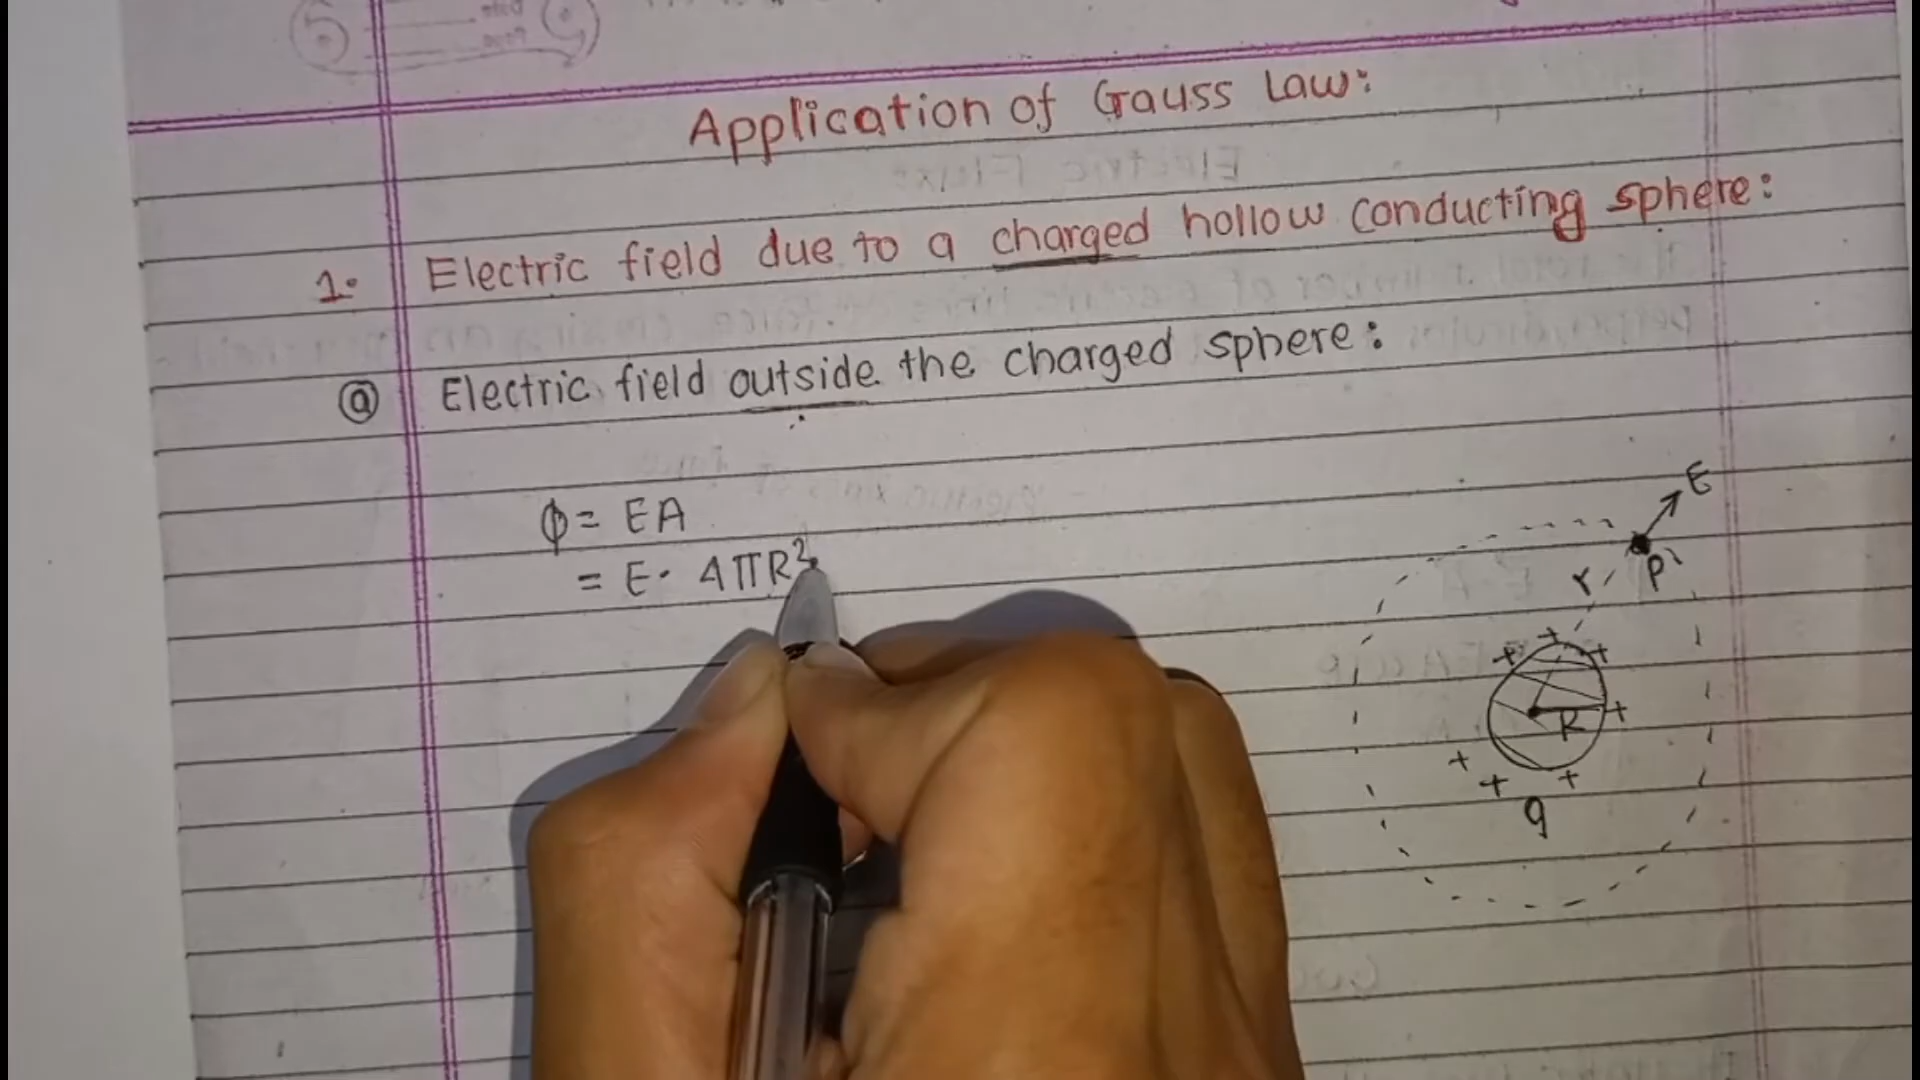 Application of Gauss Law:
1. Electric field due to a charged hollow conducting sphere:
ⓐ Electric field outside the charged sphere:
ϕ = EA
= E · 4πR²
E
P
r
R
q